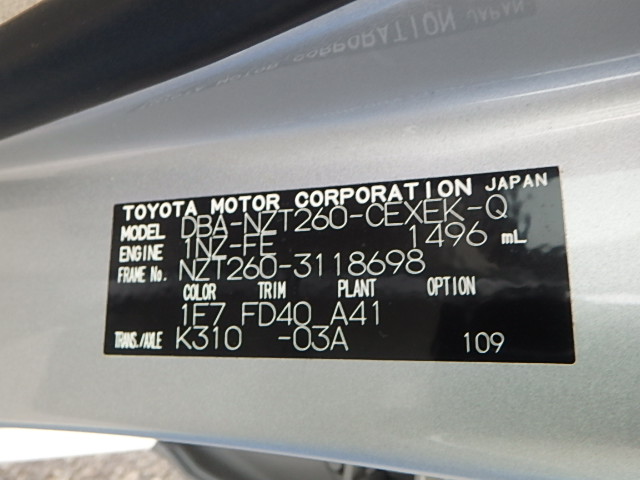 TOYOTA MOTOR CORPORATION JAPAN
MODEL DBA-NZT260-CEXEK-Q
ENGINE 1NZ-FE 1496 mL
FRAME No. NZT260-3118698
COLOR TRIM PLANT OPTION
1F7 FD40 A41
TRANS./AXLE K310 -03A 109